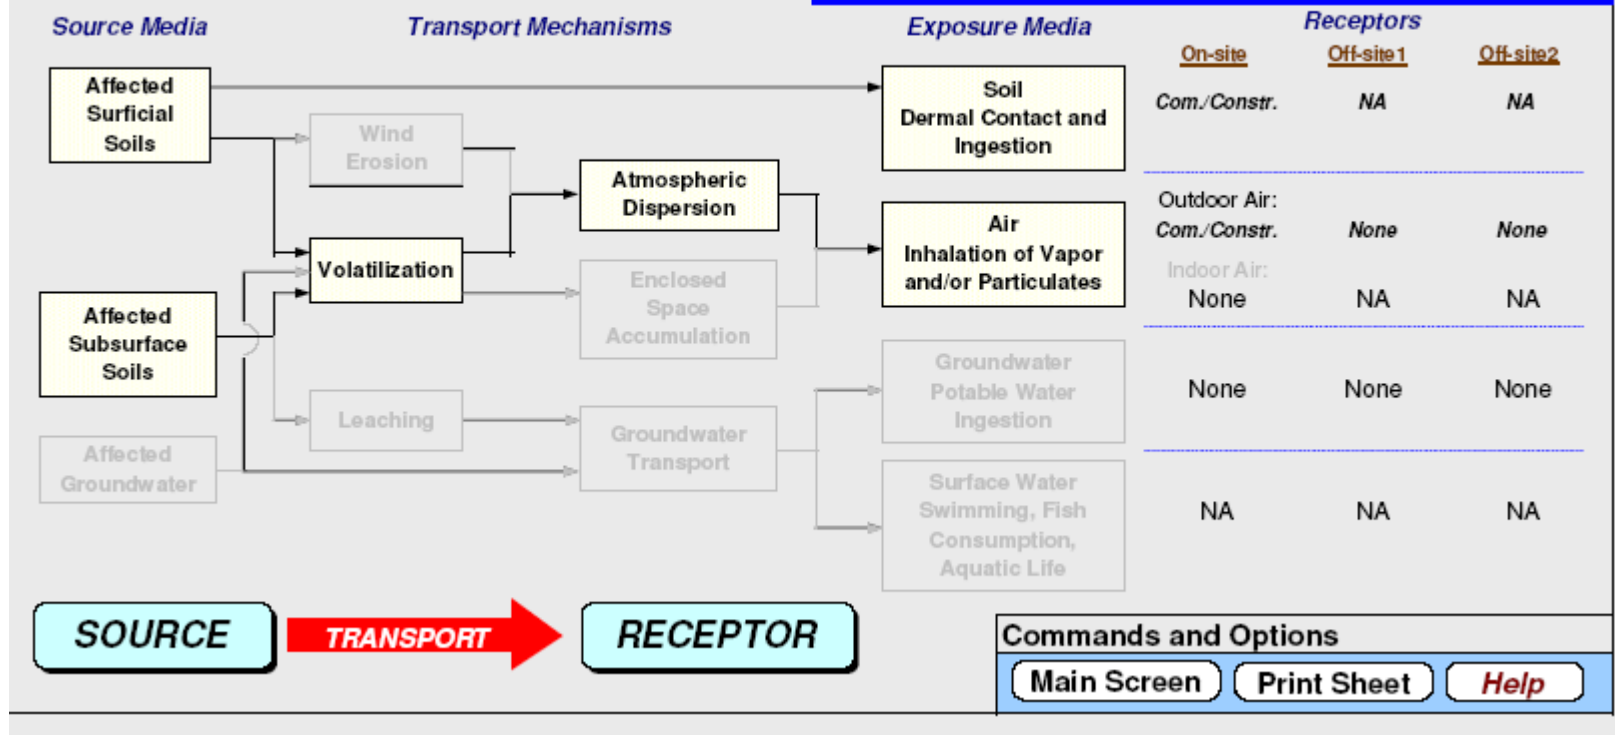 Source Media
Transport Mechanisms
Exposure Media
Receptors
On-site
Off-site1
Off-site2
Affected
Surficial
Soils
Wind
Erosion
Volatilization
Affected
Subsurface
Soils
Leaching
Affected
Groundwater
Atmospheric
Dispersion
Enclosed
Space
Accumulation
Groundwater
Transport
Soil
Dermal Contact and
Ingestion
Com./Constr.
NA
NA
Air
Inhalation of Vapor
and/or Particulates
Outdoor Air:
Com./Constr.
None
None
Indoor Air:
None
NA
NA
Groundwater
Potable Water
Ingestion
None
None
None
Surface Water
Swimming, Fish
Consumption,
Aquatic Life
NA
NA
NA
SOURCE
TRANSPORT
RECEPTOR
Commands and Options
Main Screen
Print Sheet
Help